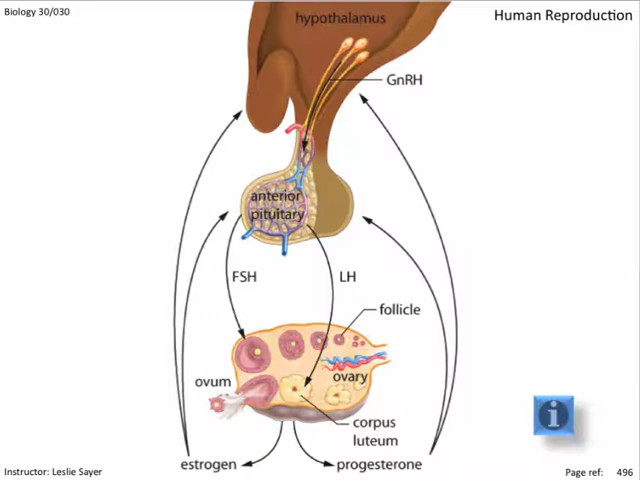 Biology 30/030
Human Reproduction
hypothalamus
GnRH
anterior
pituitary
FSH
LH
follicle
ovum
ovary
corpus
luteum
estrogen
progesterone
i
Instructor: Leslie Sayer
Page ref: 496